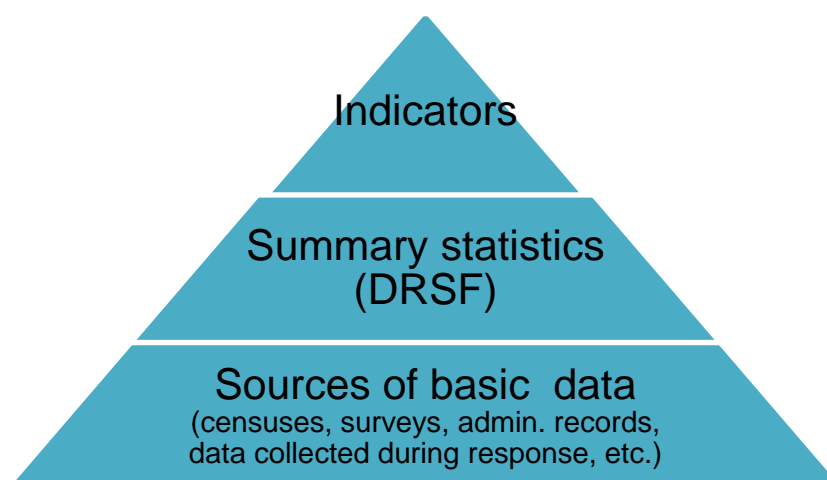 Indicators
Summary statistics
(DRSF)
Sources of basic data
(censuses, surveys, admin. records,
data collected during response, etc.)